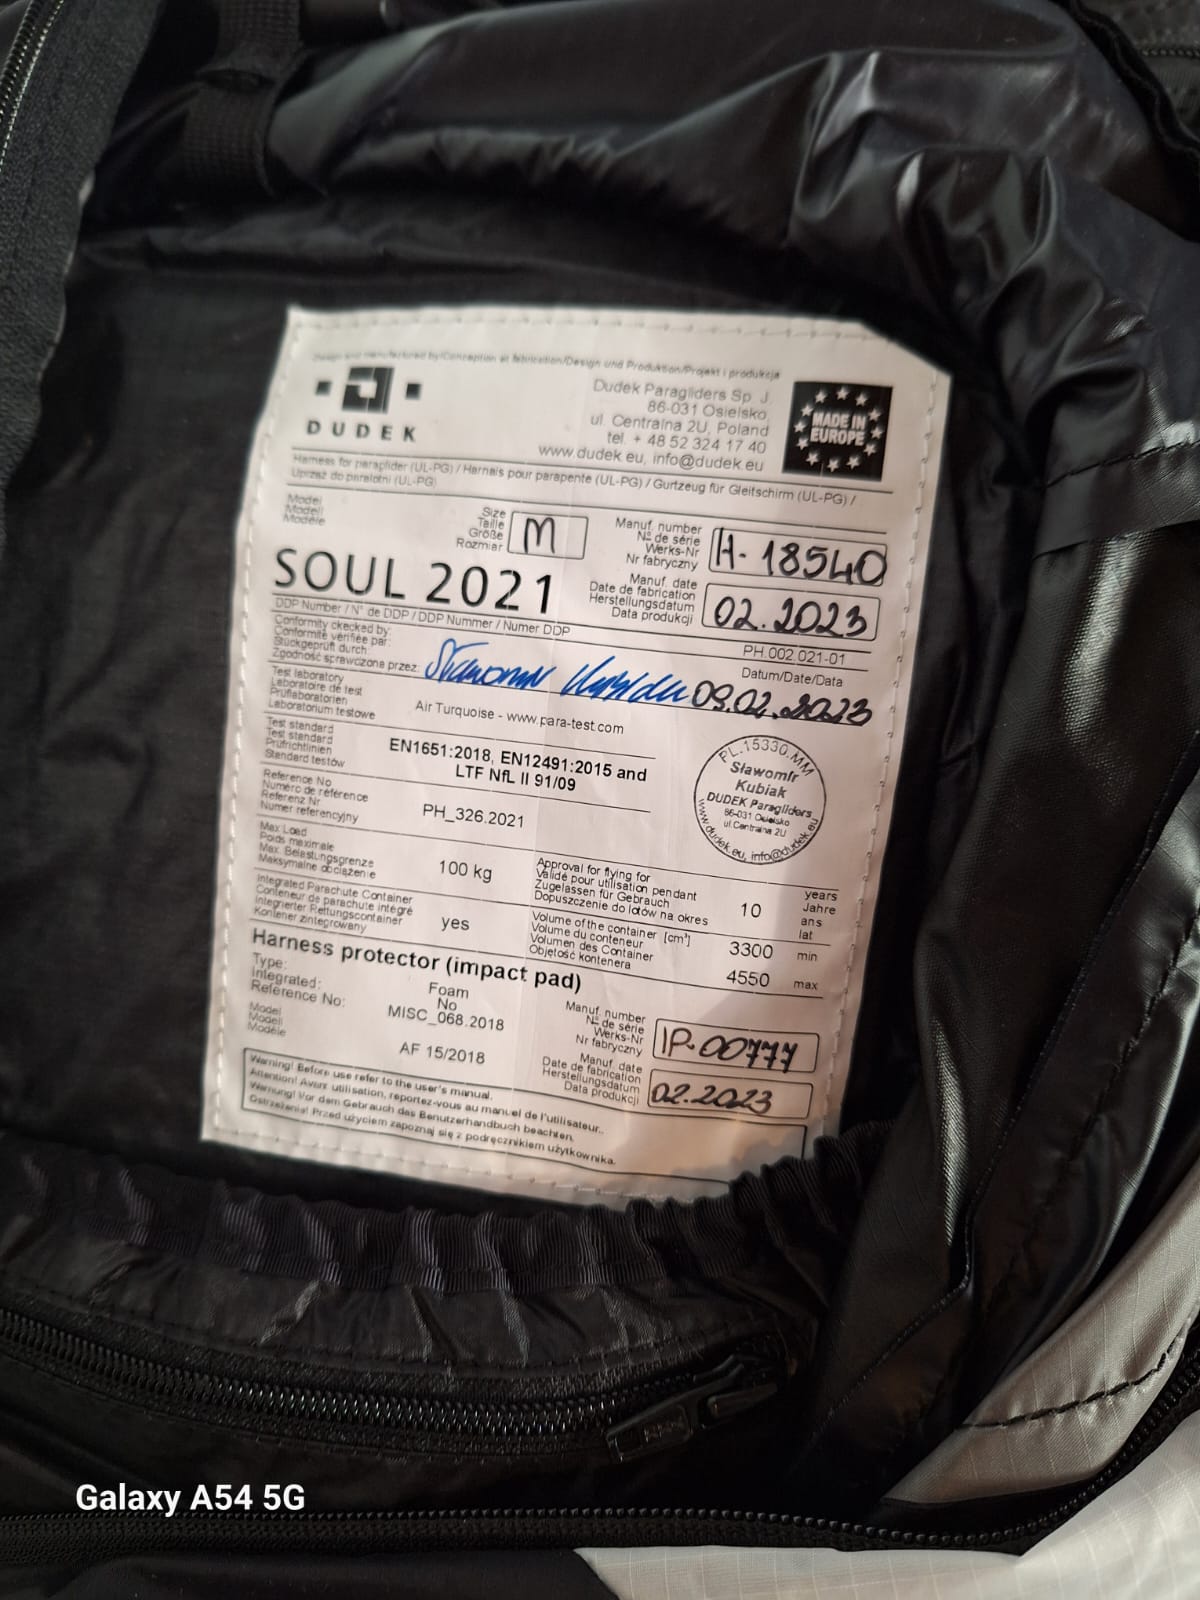 Design and manufactured by/Conception et fabrication/Design und Produktion/Projekt i produkcja
DUDEK
Dudek Paragliders Sp. J.
86-031 Osielsko,
ul. Centralna 2U, Poland
tel. + 48 52 324 17 40
www.dudek.eu, info@dudek.eu
MADE IN
EUROPE
Harness for paraglider (UL-PG) / Harnais pour parapente (UL-PG) / Gurtzeug für Gleitschirm (UL-PG) /
Uprząż do paralotni (UL-PG)
Model
Modell
Modèle
Size
Taille
Größe
Rozmiar
M
Manuf. number
Nº de série
Werks-Nr
Nr fabryczny
H-18540
SOUL 2021
Manuf. date
Date de fabrication
Herstellungsdatum
Data produkcji
02.2023
DDP Number / N° de DDP / DDP Nummer / Numer DDP
PH.002.021-01
Conformity ckecked by:
Conformité vérifiée par:
Stückgeprüft durch:
Zgodność sprawdzona przez:
Sławomir Kubiak
Datum/Date/Data
09.02.2023
Test laboratory
Laboratoire de test
Prüflaboratorien
Laboratorium testowe
Air Turquoise - www.para-test.com
Test standard
Test standard
Prüfrichtlinien
Standard testów
EN1651:2018, EN12491:2015 and
LTF NfL II 91/09
PL.15330.MM
Sławomir
Kubiak
DUDEK Paragliders
86-031 Osielsko
ul.Centralna 2U
www.dudek.eu, info@dudek.eu
Reference No
Numéro de référence
Referenz Nr
Numer referencyjny
PH_326.2021
Max Load
Poids maximale
Max. Belastungsgrenze
Maksymalne obciążenie
100 kg
Approval for flying for
Validé pour utilisation pendant
Zugelassen für Gebrauch
Dopuszczenie do lotów na okres
10
years
Jahre
ans
lat
Integrated Parachute Container
Conteneur de parachute intégré
Integrierter Rettungscontainer
Kontener zintegrowany
yes
Volume of the container [cm³]
Volume du conteneur
Volumen des Container
Objętość kontenera
3300 min
4550 max
Harness protector (impact pad)
Type:
Foam
Integrated:
No
Reference No:
MISC_068.2018
Model
Modell
Modèle
AF 15/2018
Manuf. number
Nº de série
Werks-Nr
Nr fabryczny
IP-00777
Manuf. date
Date de fabrication
Herstellungsdatum
Data produkcji
02.2023
Warning! Before use refer to the user's manual.
Attention! Avant utilisation, reportez-vous au manuel de l'utilisateur..
Warnung! Vor dem Gebrauch das Benutzerhandbuch beachten.
Ostrzeżenie! Przed użyciem zapoznaj się z podręcznikiem użytkownika.
Galaxy A54 5G